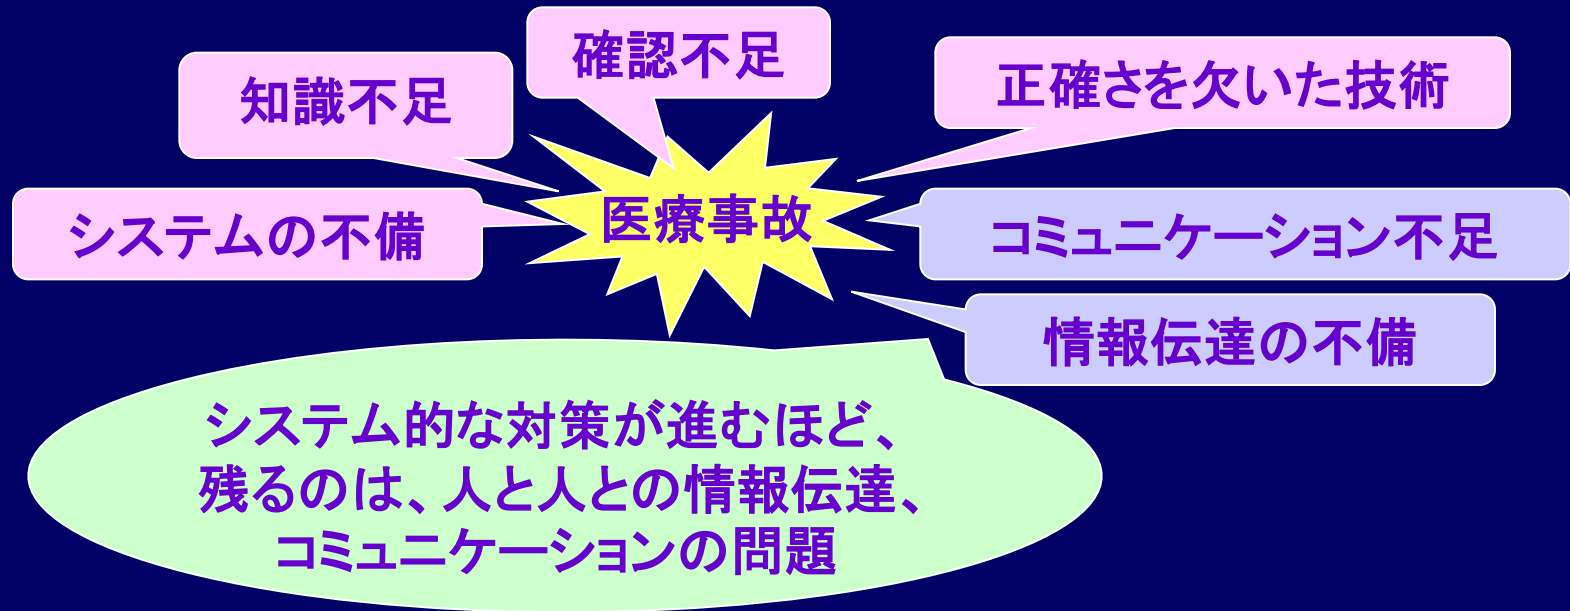 確認不足
知識不足
正確さを欠いた技術
医療事故
システムの不備
コミュニケーション不足
情報伝達の不備
システム的な対策が進むほど、
残るのは、人と人との情報伝達、
コミュニケーションの問題